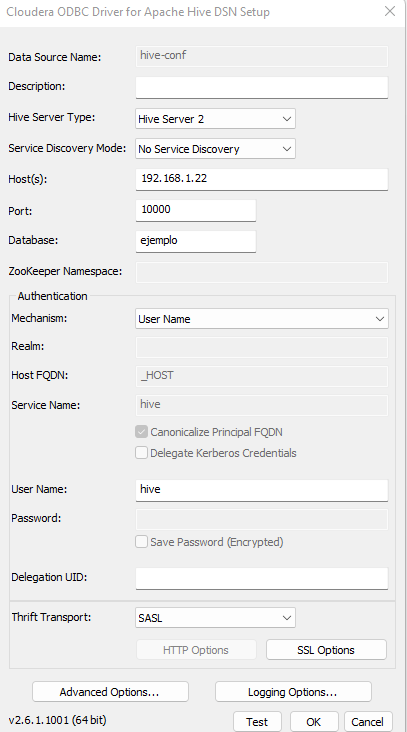 Cloudera ODBC Driver for Apache Hive DSN Setup
Data Source Name: hive-conf
Description:
Hive Server Type: Hive Server 2
Service Discovery Mode: No Service Discovery
Host(s): 192.168.1.22
Port: 10000
Database: ejemplo
ZooKeeper Namespace:
Authentication
Mechanism: User Name
Realm:
Host FQDN: _HOST
Service Name: hive
Canonicalize Principal FQDN
Delegate Kerberos Credentials
User Name: hive
Password:
Save Password (Encrypted)
Delegation UID:
Thrift Transport: SASL
HTTP Options SSL Options
Advanced Options... Logging Options...
v2.6.1.1001 (64 bit) Test OK Cancel